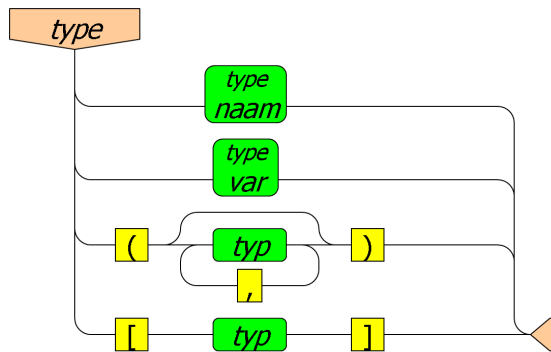 type
type
naam
type
var
( typ )
,
[ typ ]